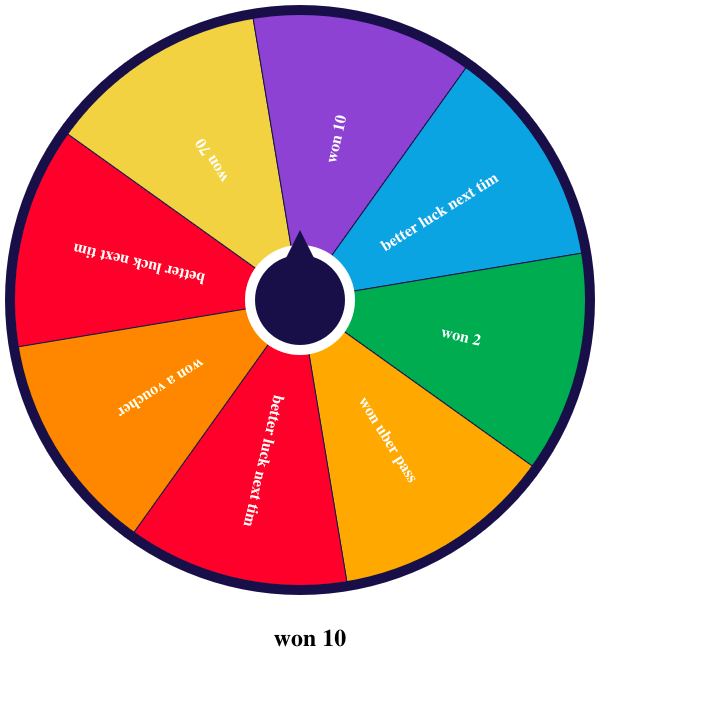 won 10
better luck next tim
won 2
won uber pass
better luck next tim
won a voucher
better luck next tim
won 70
won 10